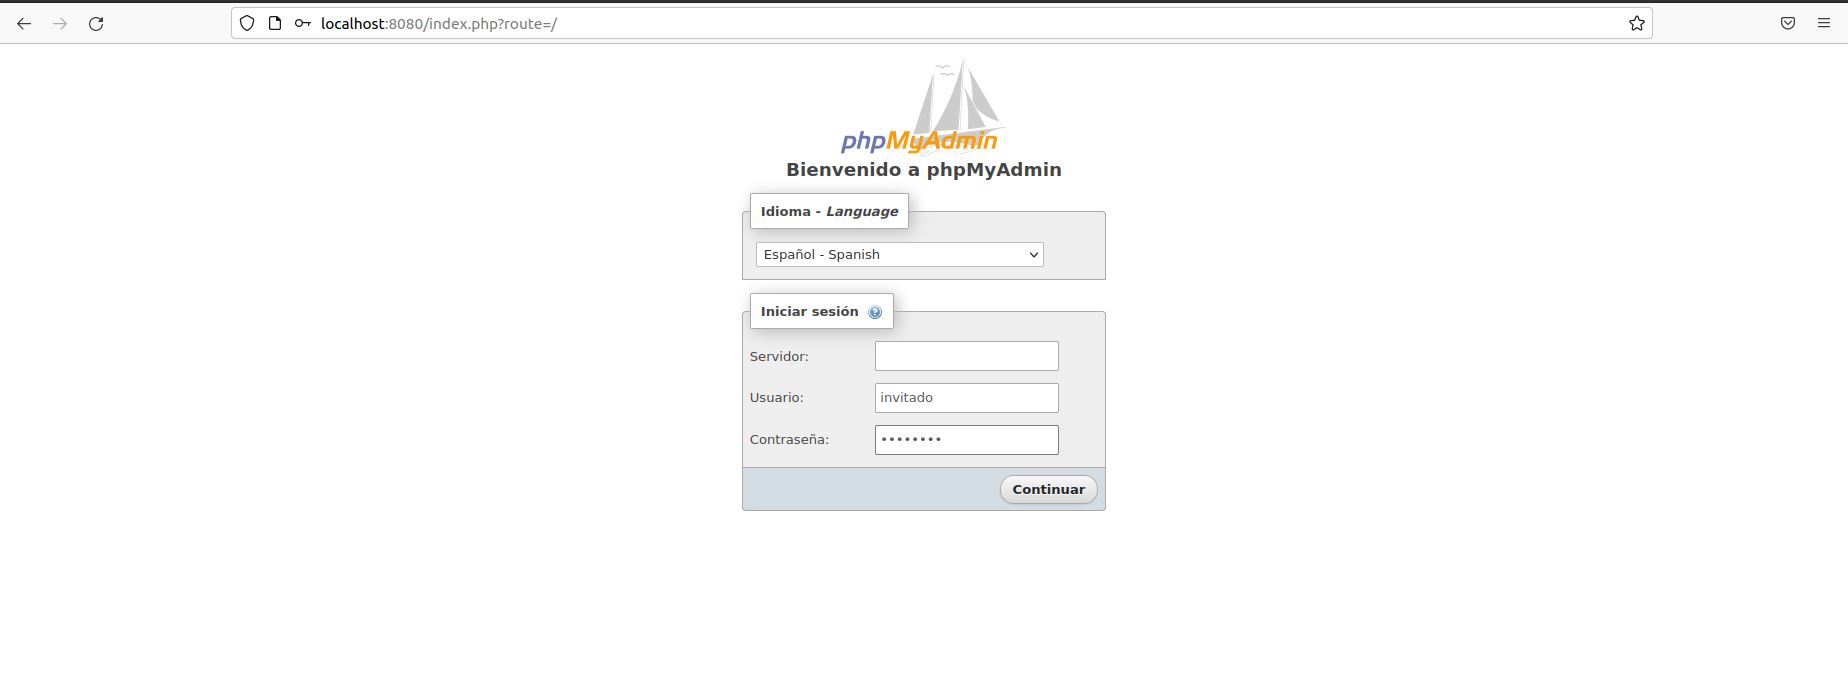 localhost:8080/index.php?route=/
phpMyAdmin
Bienvenido a phpMyAdmin
Idioma - Language
Español - Spanish
Iniciar sesión
Servidor:
Usuario: invitado
Contraseña: ••••••••
Continuar